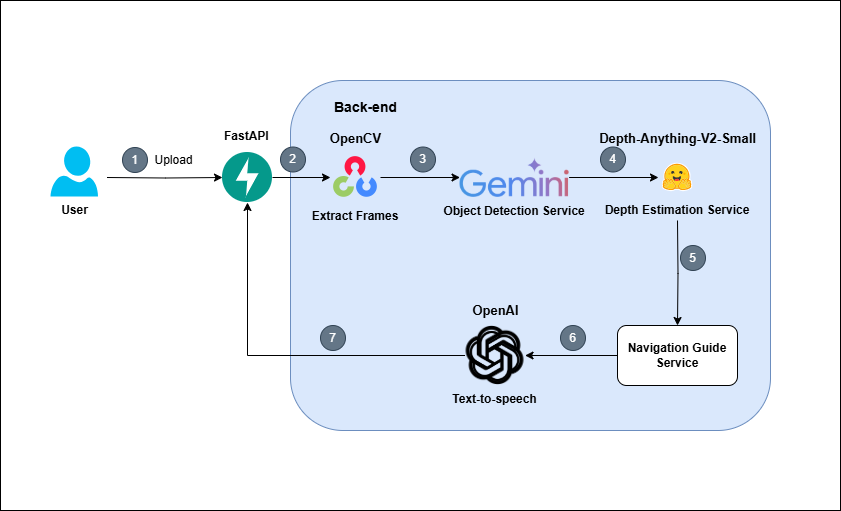 Back-end
FastAPI
OpenCV
Depth-Anything-V2-Small
1
Upload
2
3
4
Gemini
User
Extract Frames
Object Detection Service
Depth Estimation Service
5
OpenAI
7
6
Navigation Guide
Service
Text-to-speech